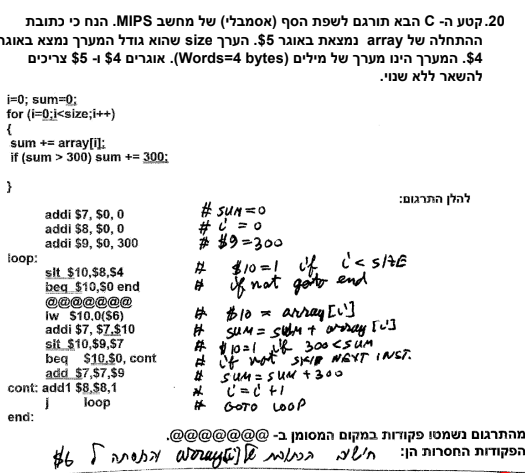 20. קטע ה- C הבא תורגם לשפת הסף (אסמבלי) של מחשב MIPS. הנח כי כתובת
ההתחלה של array נמצאת באוגר $5. הערך size שהוא גודל המערך נמצא באוגר
$4. המערך הינו מערך של מילים (Words=4 bytes). אוגרים $4 ו- $5 צריכים
להשאר ללא שנוי.
i=0; sum=0;
for (i=0;i<size;i++)
{
sum += array[i];
if (sum > 300) sum += 300;
}
להלן התרגום:
addi $7, $0, 0 # SUM=0
addi $8, $0, 0 # i = 0
addi $9, $0, 300 # $9=300
loop:
slt $10,$8,$4 # $10=1 if i < SIZE
beq $10,$0 end # if not goto end
@@@@@@@
lw $10,0($6) # $10 = array[i]
addi $7, $7,$10 # SUM = SUM + array[i]
slt $10,$9,$7 # $10=1 if 300<SUM
beq $10,$0, cont # if not SKIP NEXT INST.
add $7,$7,$9 # SUM = SUM +300
cont: add1 $8,$8,1 # i = i +1
j loop # GOTO LOOP
end:
מהתרגום נשמטו פקודות במקום המסומן ב- @@@@@@@.
הפקודות החסרות הן: חישוב הכתובת של array[i] והכנסתה ל $6